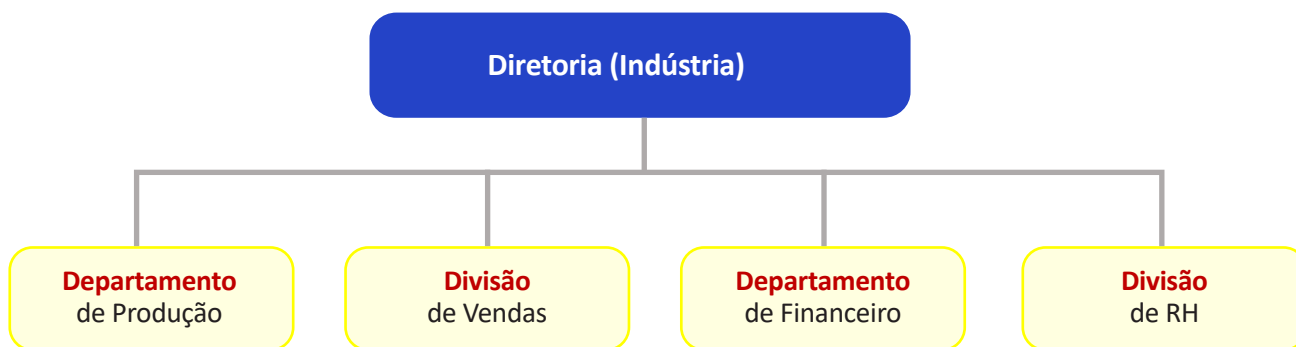 Diretoria (Indústria)
Departamento
de Produção
Divisão
de Vendas
Departamento
de Financeiro
Divisão
de RH